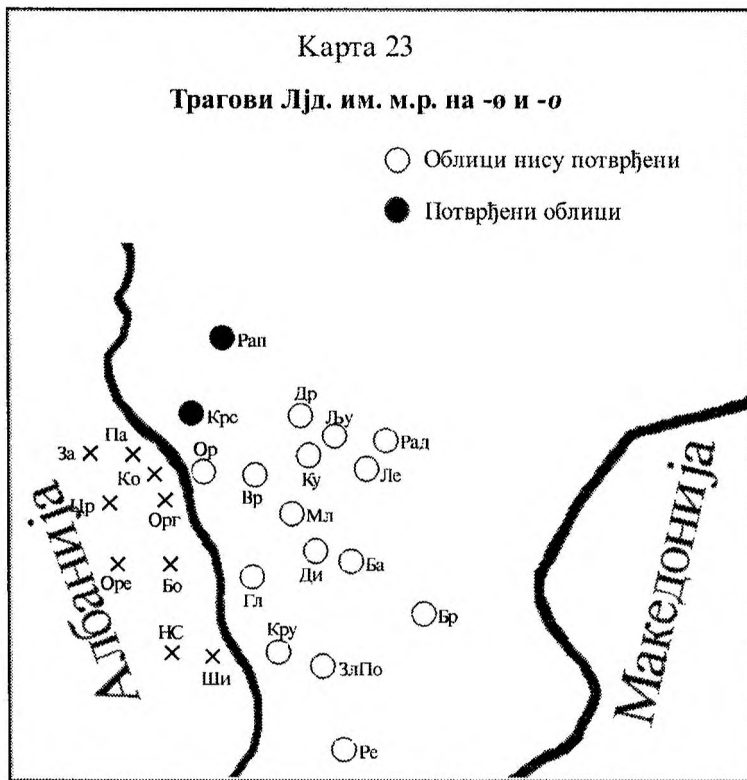 Карта 23
Трагови Лјд. им. м.р. на -ø и -о
Облици нису потврђени
Потврђени облици
Рап
Крс
Др
Љу
Рад
За
Па
Ор
Ку
Ле
Ко
Вр
Цр
Орг
Мл
Ди
Ба
Оре
Бо
Гл
Бр
НС
Кру
Ши
ЗлПо
Ре
Албанија
Македонија